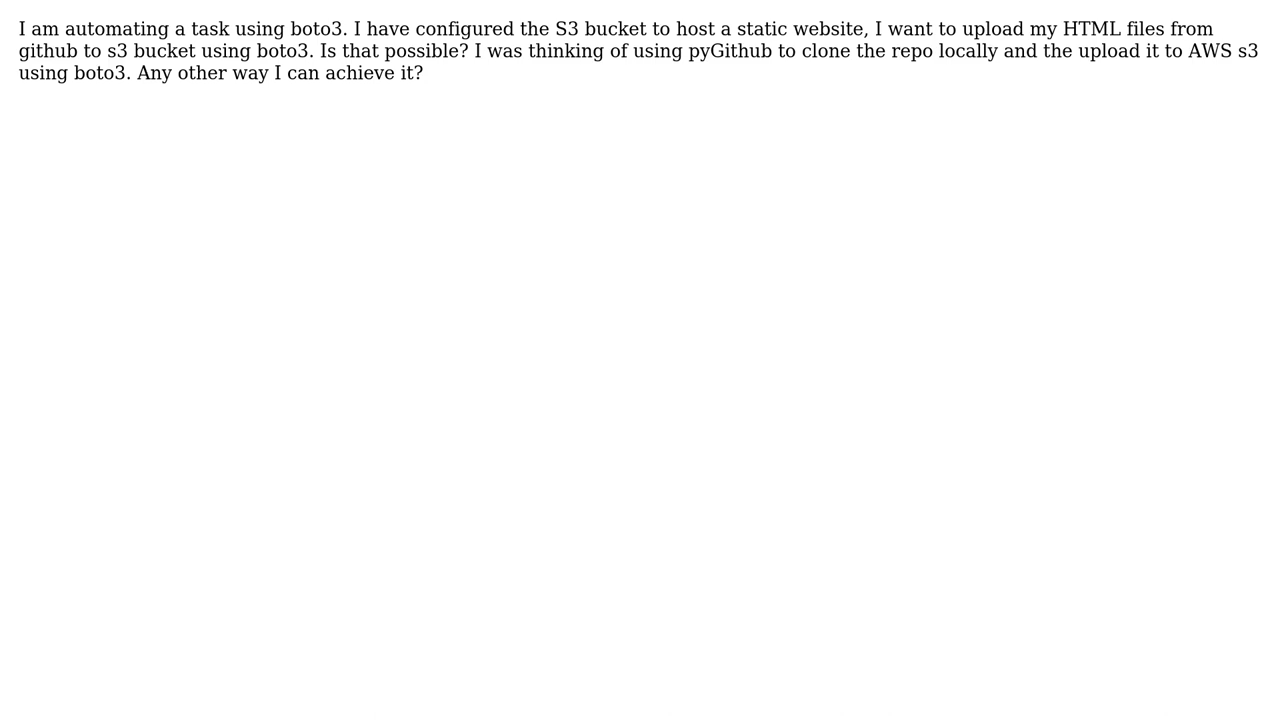 I am automating a task using boto3. I have configured the S3 bucket to host a static website, I want to upload my HTML files from
github to s3 bucket using boto3. Is that possible? I was thinking of using pyGithub to clone the repo locally and the upload it to AWS s3
using boto3. Any other way I can achieve it?